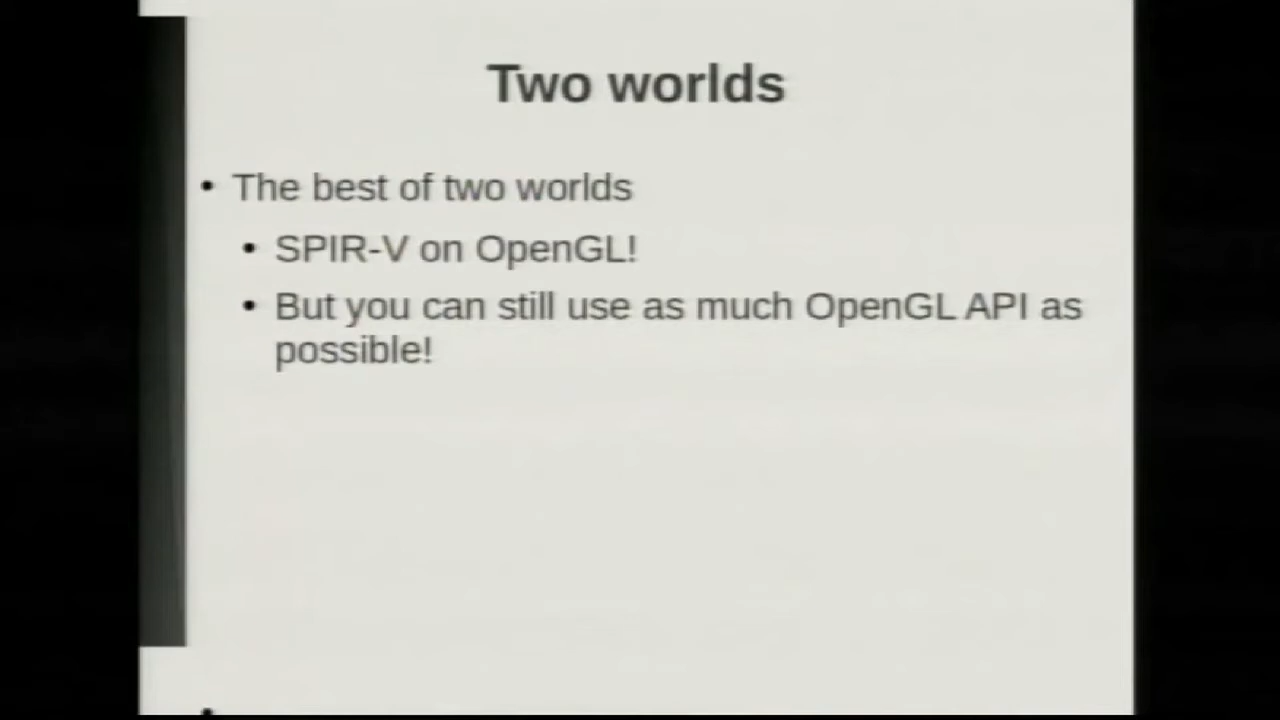 Two worlds
• The best of two worlds
• SPIR-V on OpenGL!
• But you can still use as much OpenGL API as
possible!